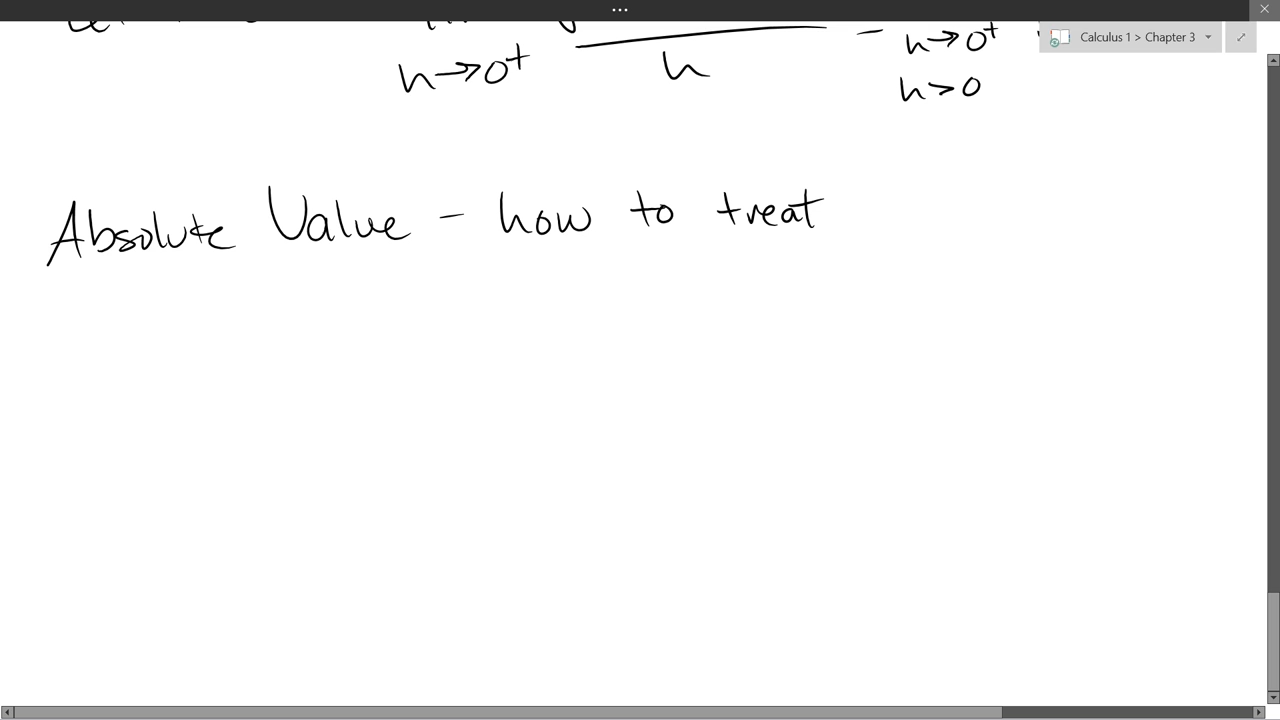 Calculus 1 > Chapter 3
h→0⁺
h
h→0⁺
h>0
Absolute Value - how to treat